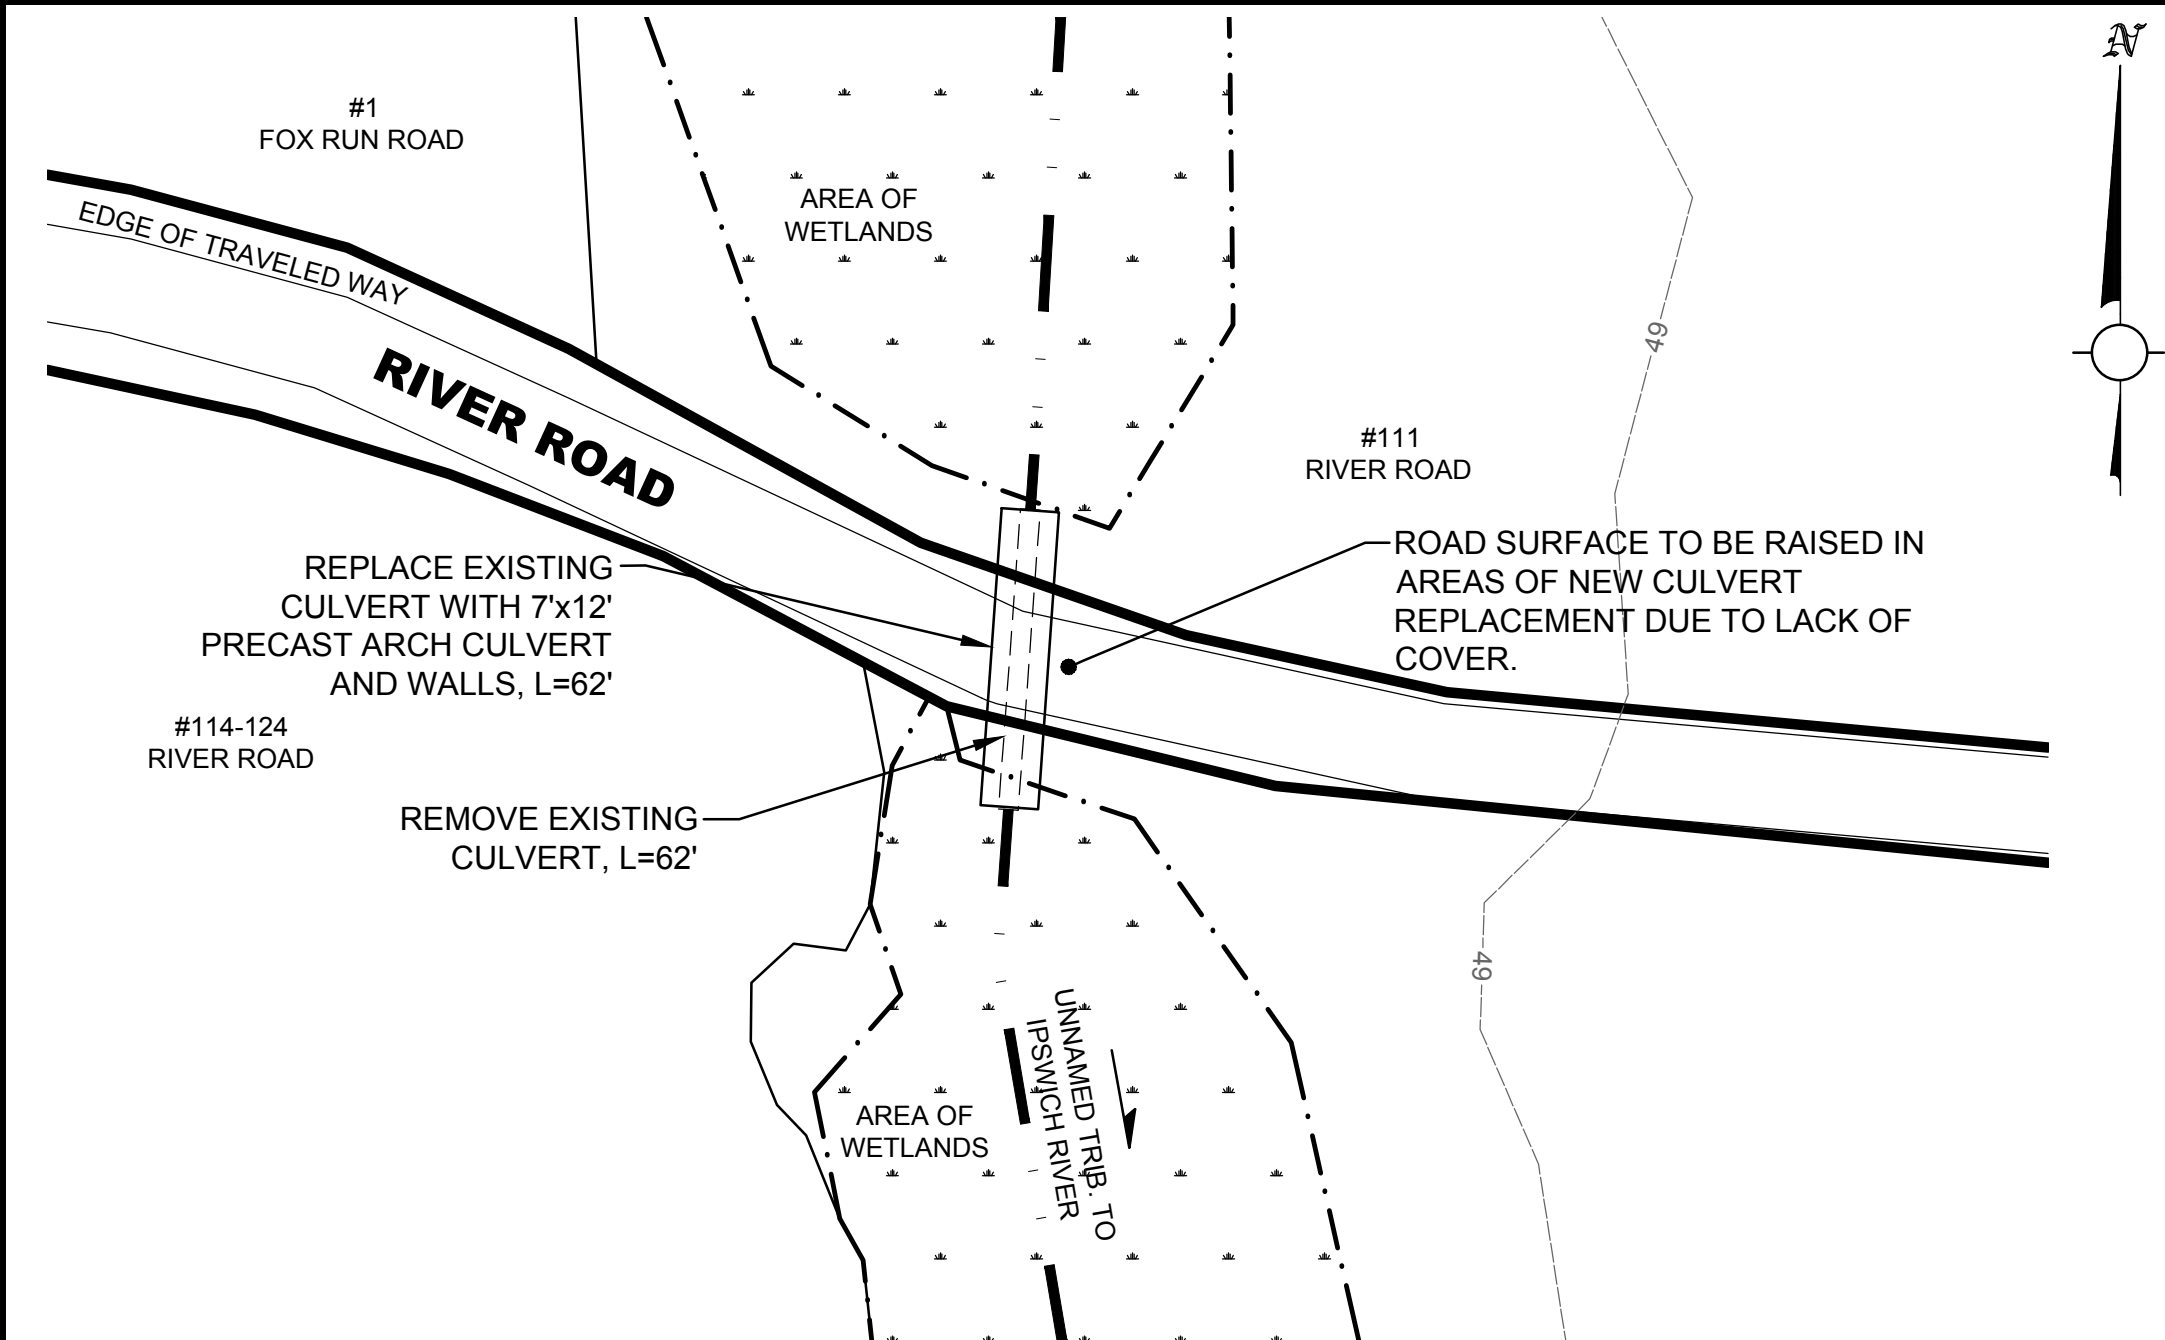 N
#1
FOX RUN ROAD
AREA OF
WETLANDS
EDGE OF TRAVELED WAY
RIVER ROAD
49
#111
RIVER ROAD
REPLACE EXISTING
CULVERT WITH 7'x12'
PRECAST ARCH CULVERT
AND WALLS, L=62'
ROAD SURFACE TO BE RAISED IN
AREAS OF NEW CULVERT
REPLACEMENT DUE TO LACK OF
COVER.
#114-124
RIVER ROAD
REMOVE EXISTING
CULVERT, L=62'
49
UNNAMED TRIB. TO
IPSWICH RIVER
AREA OF
WETLANDS